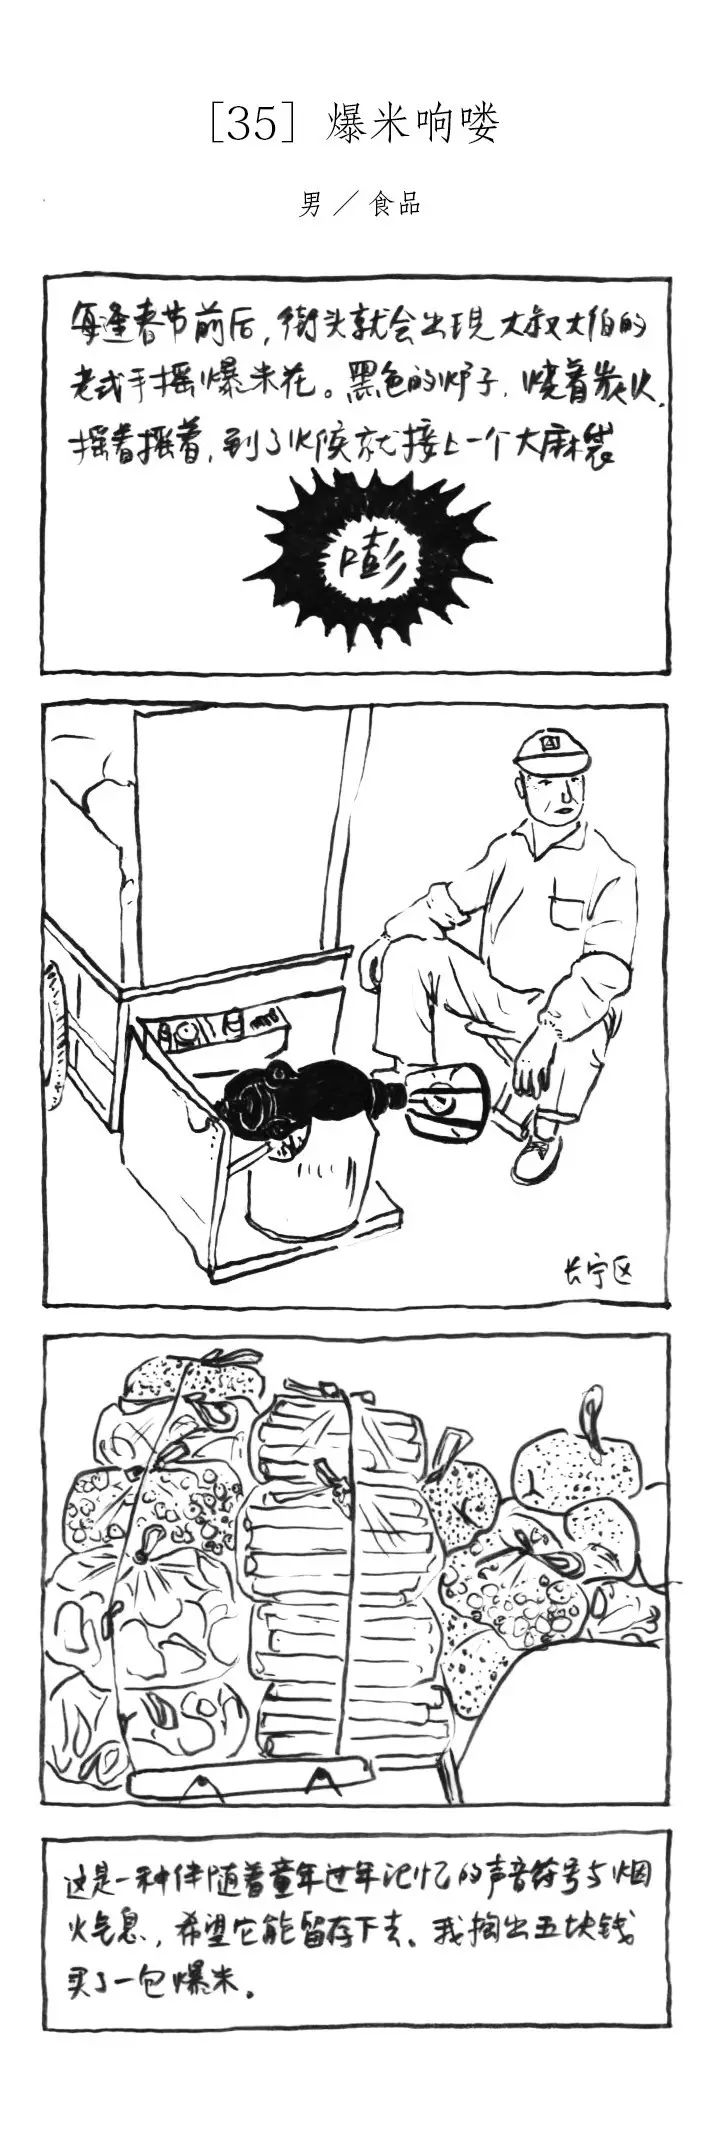 [35] 爆米响喽
男／食品
每逢春节前后，街头就会出现大叔大伯的
老式手摇爆米花。黑色的炉子，烧着炭火，
摇着摇着，到了火候就接上一个大麻袋
嘭
长宁区
这是一种伴随着童年过年记忆的声音符号与烟
火气息，希望它能留存下去。我掏出五块钱
买了一包爆米。